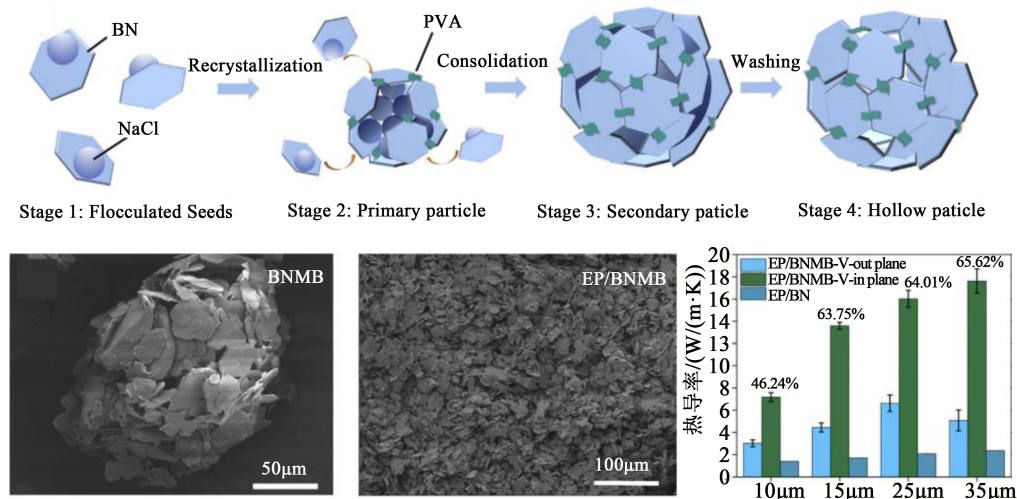 BN
PVA
Recrystallization
Consolidation
Washing
NaCl
Stage 1: Flocculated Seeds
Stage 2: Primary particle
Stage 3: Secondary paticle
Stage 4: Hollow paticle
BNMB
50μm
EP/BNMB
100μm
热导率/(W/(m·K))
20
18
16
14
12
10
8
6
4
2
0
EP/BNMB-V-out plane
EP/BNMB-V-in plane
EP/BN
46.24%
63.75%
64.01%
65.62%
10μm
15μm
25μm
35μm